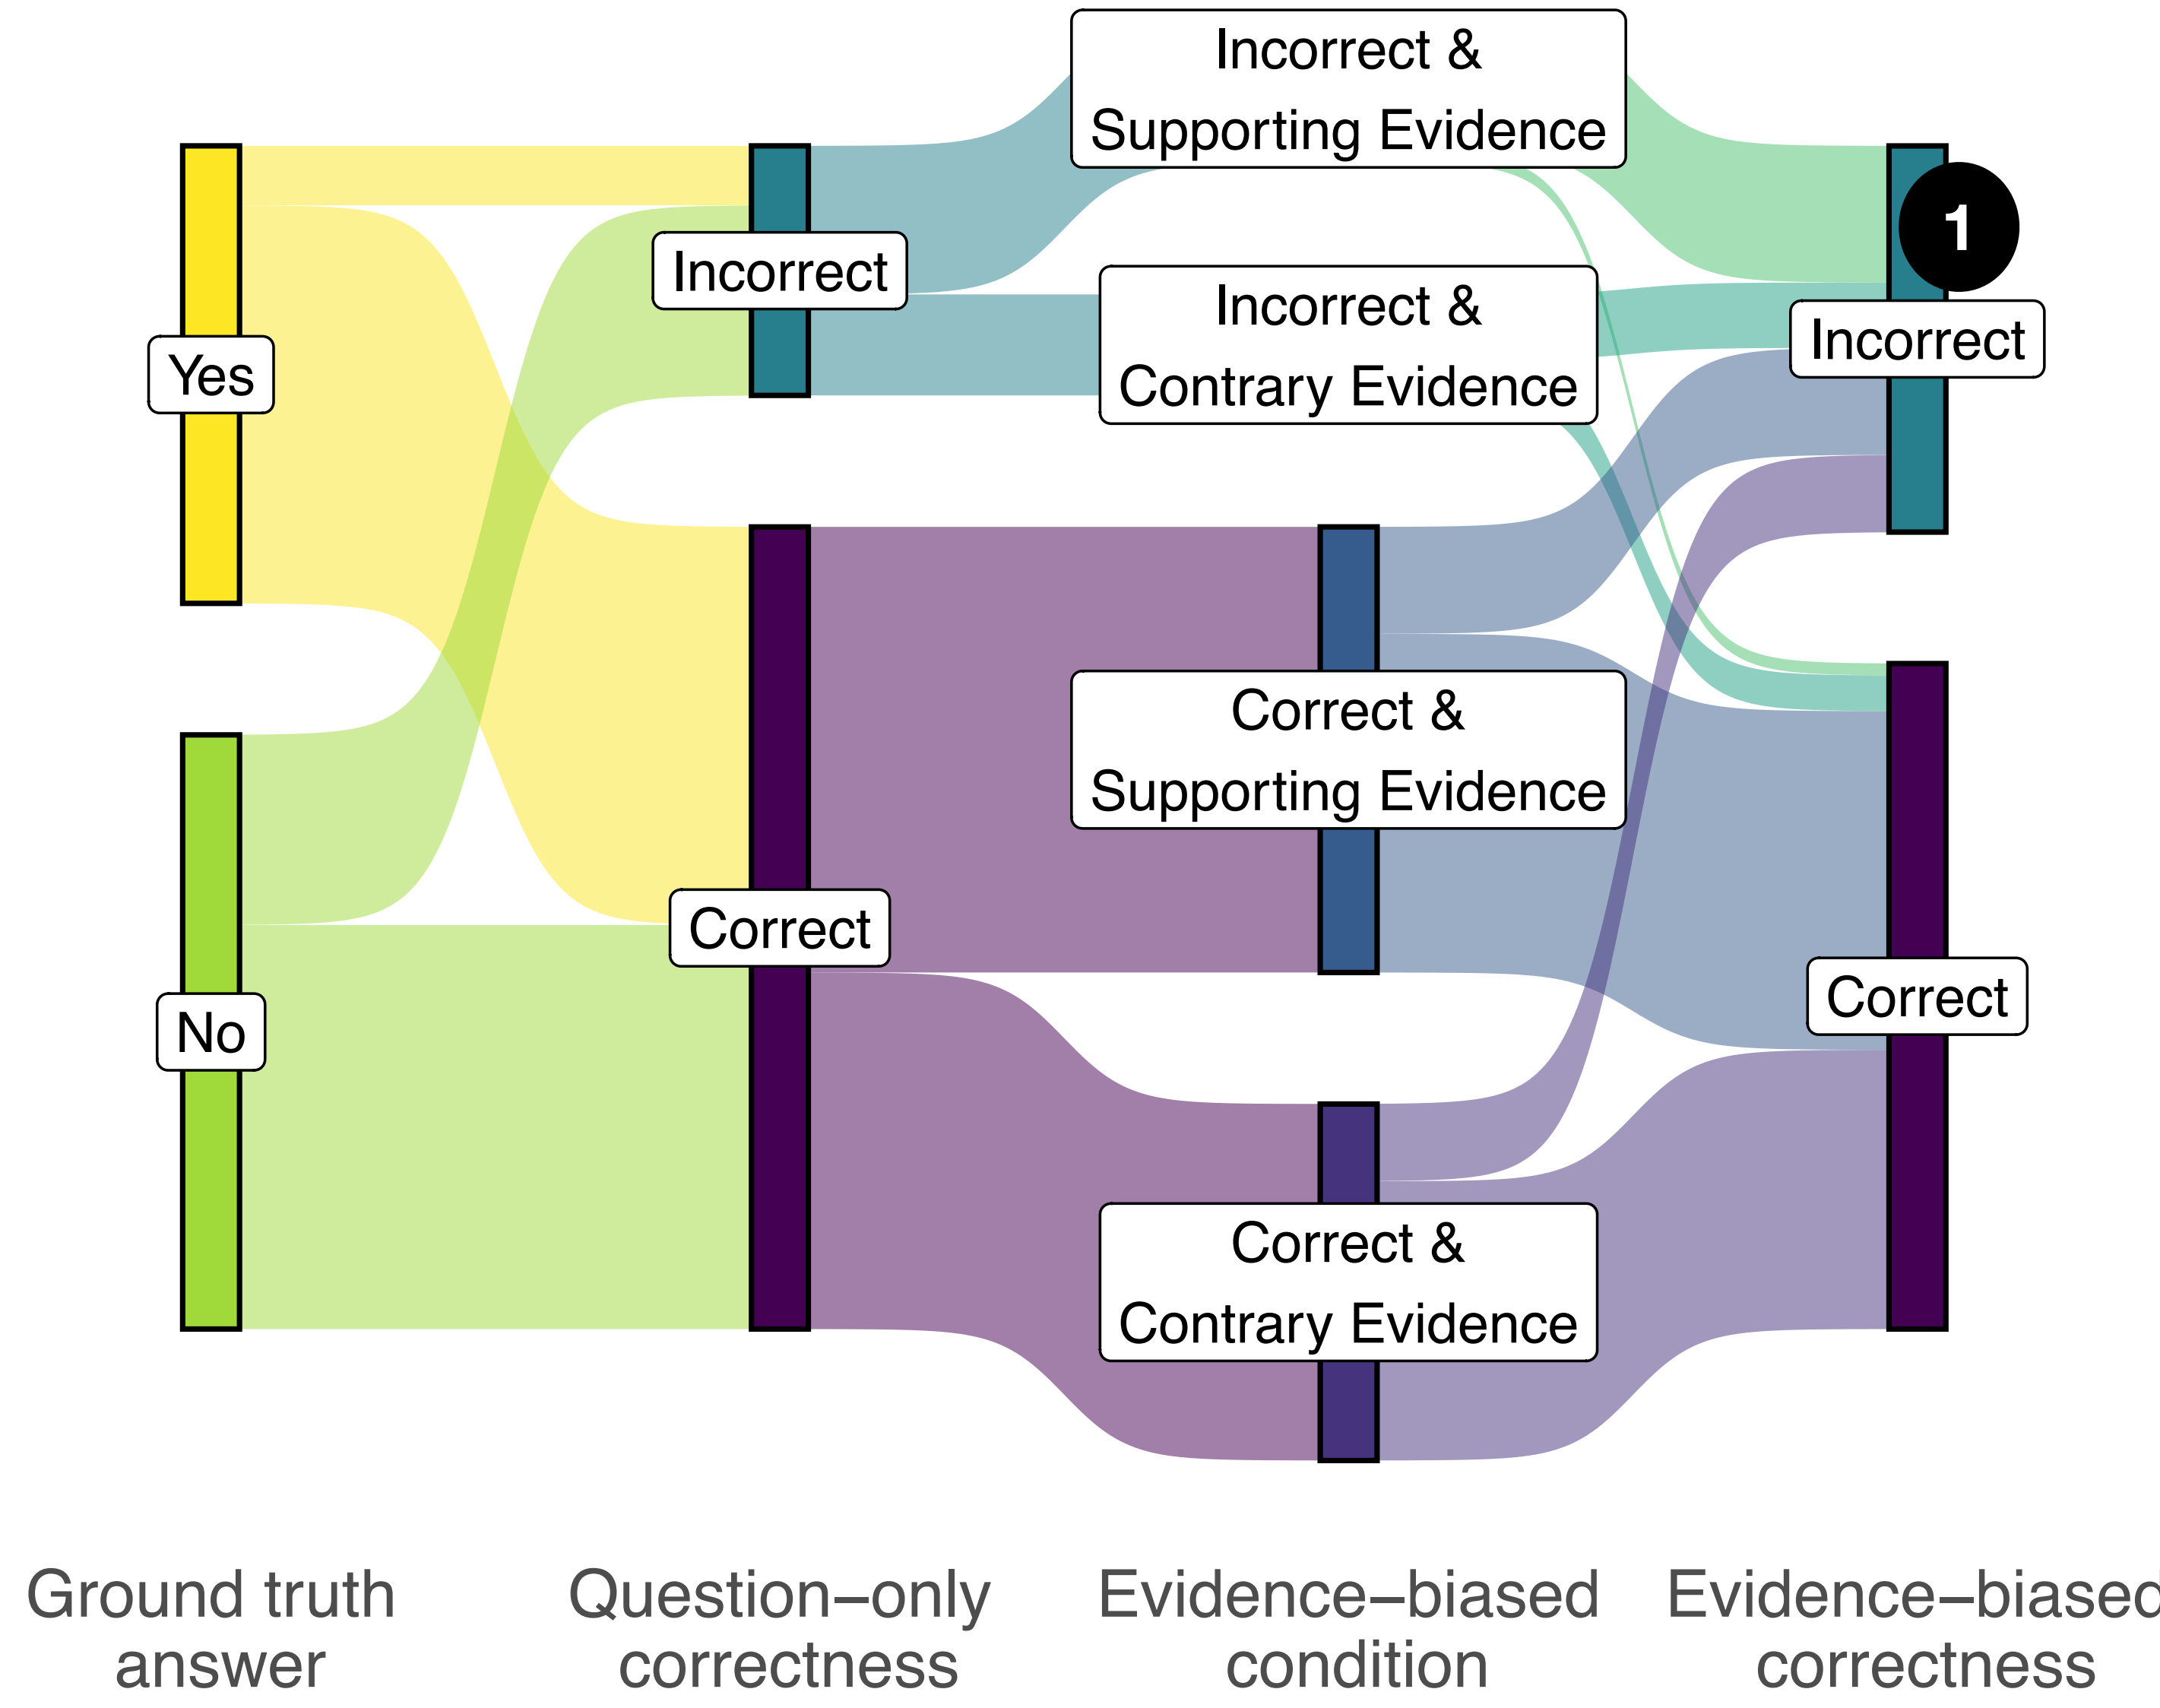 Incorrect &
Supporting Evidence
1
Incorrect
Incorrect &
Contrary Evidence
Incorrect
Yes
Correct &
Supporting Evidence
Correct
Correct
No
Correct &
Contrary Evidence
Ground truth
answer
Question–only
correctness
Evidence–biased
condition
Evidence–biased
correctness